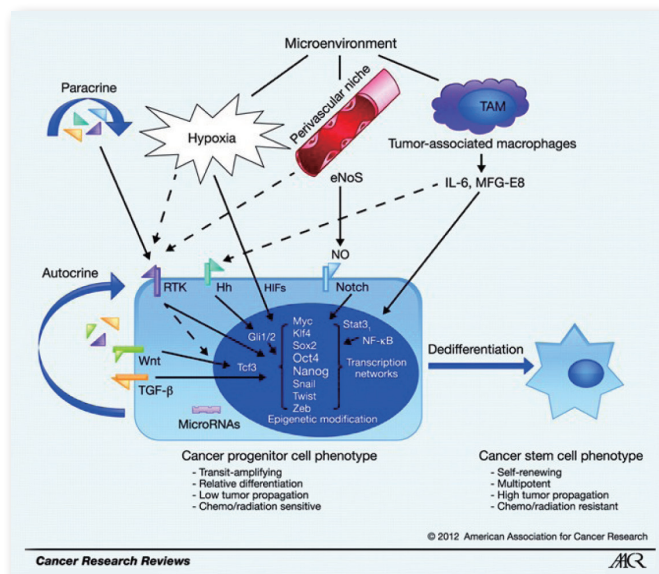 Microenvironment
Paracrine
Hypoxia
Perivascular niche
TAM
Tumor-associated macrophages
eNoS
IL-6, MFG-E8
NO
Autocrine
RTK
Hh
HIFs
Notch
Wnt
TGF-β
Gli1/2
Tcf3
Myc
Klf4
Sox2
Oct4
Nanog
Snail
Twist
Zeb
Stat3,
NF-κB
Transcription
networks
Epigenetic modification
MicroRNAs
Dedifferentiation
Cancer progenitor cell phenotype
- Transit-amplifying
- Relative differentiation
- Low tumor propagation
- Chemo/radiation sensitive
Cancer stem cell phenotype
- Self-renewing
- Multipotent
- High tumor propagation
- Chemo/radiation resistant
© 2012 American Association for Cancer Research
Cancer Research Reviews
AACR